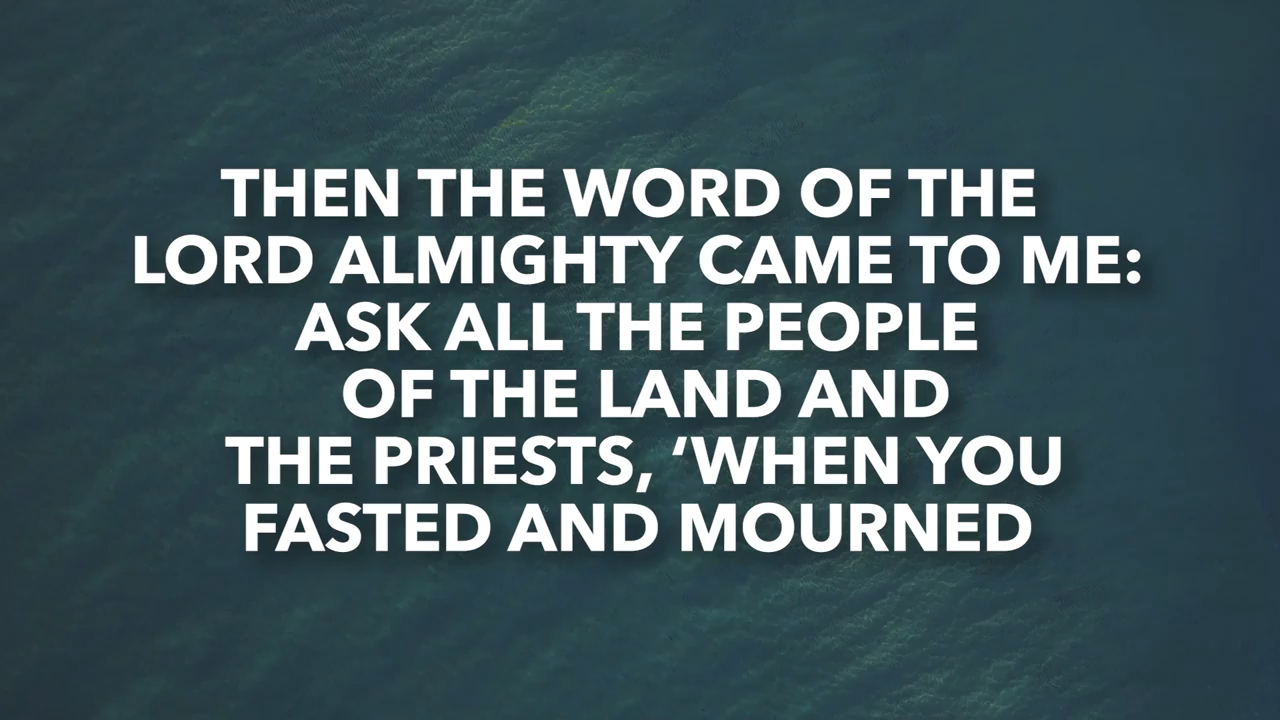 THEN THE WORD OF THE
LORD ALMIGHTY CAME TO ME:
ASK ALL THE PEOPLE
OF THE LAND AND
THE PRIESTS, ‘WHEN YOU
FASTED AND MOURNED